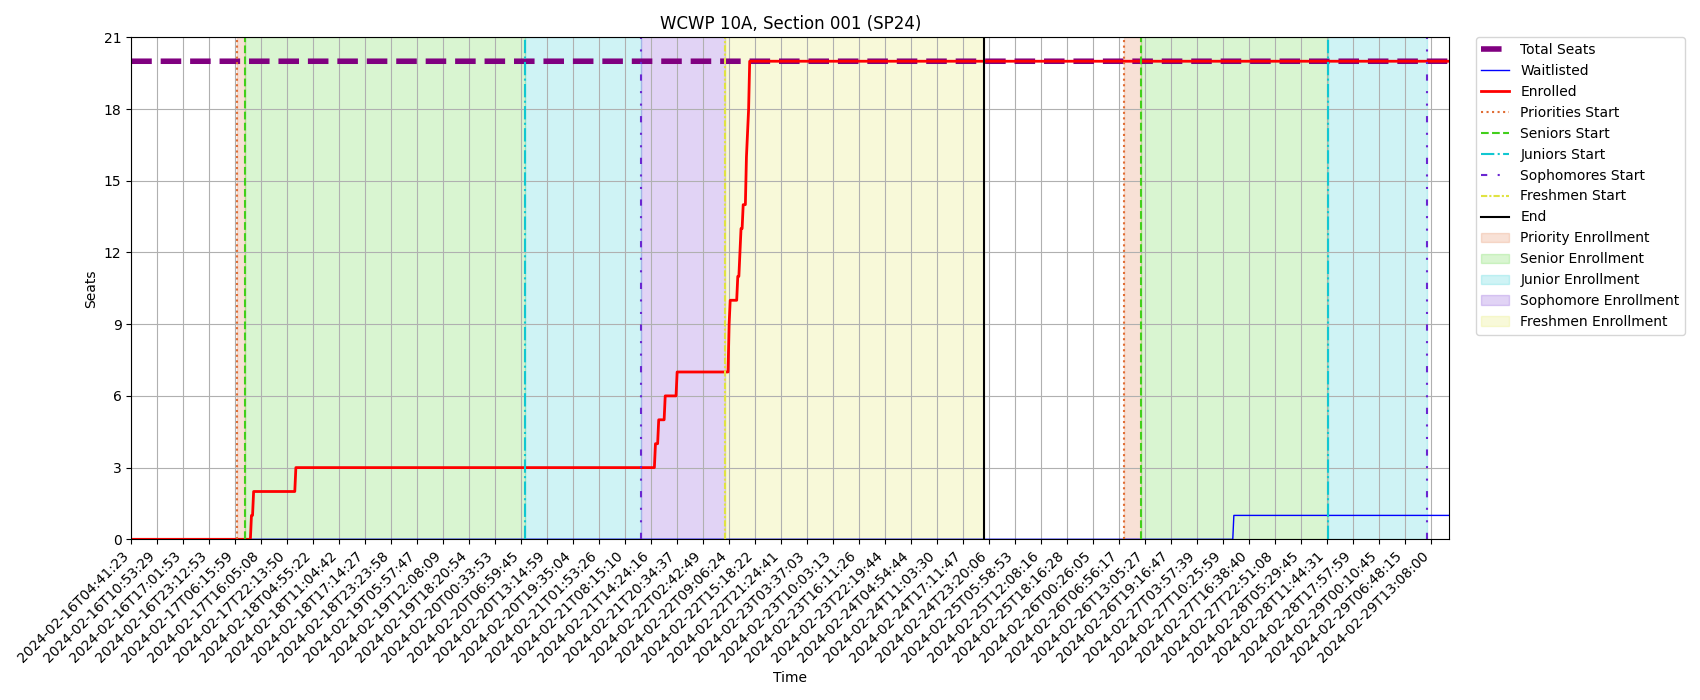 WCWP 10A, Section 001 (SP24)
21
18
15
12
9
6
3
0
Seats
2024-02-16T04:41:23
2024-02-16T10:53:29
2024-02-16T17:01:53
2024-02-16T23:12:53
2024-02-17T06:15:59
2024-02-17T16:05:08
2024-02-17T22:13:50
2024-02-18T04:55:22
2024-02-18T11:04:42
2024-02-18T17:14:27
2024-02-18T23:23:58
2024-02-19T05:57:47
2024-02-19T12:08:09
2024-02-19T18:20:54
2024-02-20T00:33:53
2024-02-20T06:59:45
2024-02-20T13:14:59
2024-02-20T19:35:04
2024-02-21T01:53:26
2024-02-21T08:15:10
2024-02-21T14:24:16
2024-02-21T20:34:37
2024-02-22T02:42:49
2024-02-22T09:06:24
2024-02-22T15:18:22
2024-02-22T21:24:41
2024-02-23T03:37:03
2024-02-23T10:03:13
2024-02-23T16:11:26
2024-02-23T22:19:44
2024-02-24T04:54:44
2024-02-24T11:03:30
2024-02-24T17:11:47
2024-02-24T23:20:06
2024-02-25T05:58:53
2024-02-25T12:08:16
2024-02-25T18:16:28
2024-02-26T00:26:05
2024-02-26T06:56:17
2024-02-26T13:05:27
2024-02-26T19:16:47
2024-02-27T03:57:39
2024-02-27T10:25:59
2024-02-27T16:38:40
2024-02-27T22:51:08
2024-02-28T05:29:45
2024-02-28T11:44:31
2024-02-28T17:57:59
2024-02-29T00:10:45
2024-02-29T06:48:15
2024-02-29T13:08:00
Time
Total Seats
Waitlisted
Enrolled
Priorities Start
Seniors Start
Juniors Start
Sophomores Start
Freshmen Start
End
Priority Enrollment
Senior Enrollment
Junior Enrollment
Sophomore Enrollment
Freshmen Enrollment